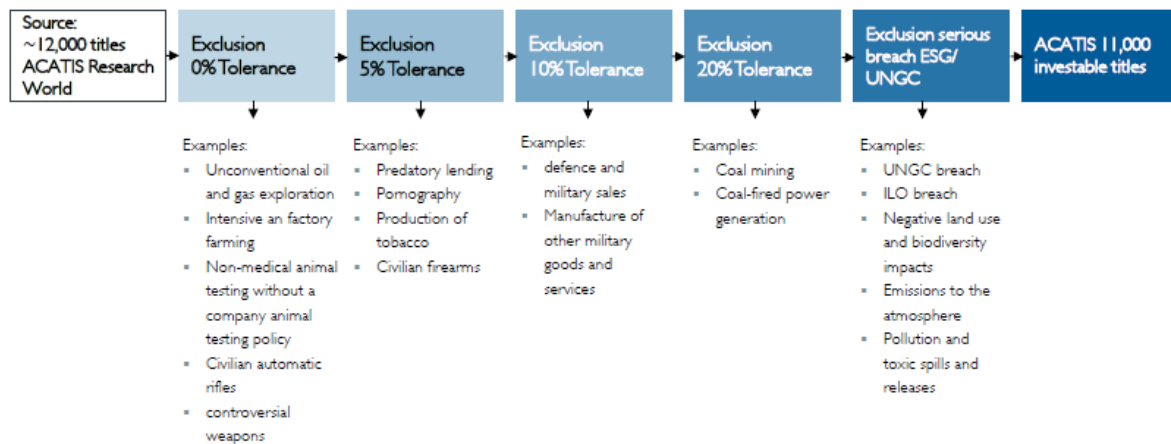 Source:
~12,000 titles
ACATIS Research
World
Exclusion
0% Tolerance
Exclusion
5% Tolerance
Exclusion
10% Tolerance
Exclusion
20% Tolerance
Exclusion serious
breach ESG/
UNGC
ACATIS 11,000
investable titles
Examples:
▪ Unconventional oil
and gas exploration
▪ Intensive an factory
farming
▪ Non-medical animal
testing without a
company animal
testing policy
▪ Civilian automatic
rifles
▪ controversial
weapons
Examples:
▪ Predatory lending
▪ Pornography
▪ Production of
tobacco
▪ Civilian firearms
Examples:
▪ defence and
military sales
▪ Manufacture of
other military
goods and
services
Examples:
▪ Coal mining
▪ Coal-fired power
generation
Examples:
▪ UNGC breach
▪ ILO breach
▪ Negative land use
and biodiversity
impacts
▪ Emissions to the
atmosphere
▪ Pollution and
toxic spills and
releases